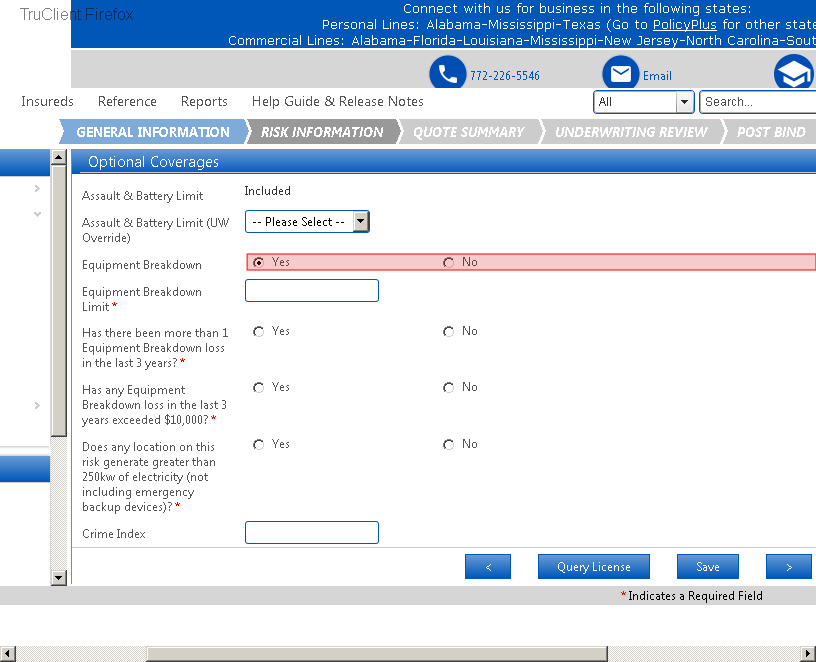 TruClient Firefox
Connect with us for business in the following states:
Personal Lines: Alabama-Mississippi-Texas (Go to PolicyPlus for other state
Commercial Lines: Alabama-Florida-Louisiana-Mississippi-New Jersey-North Carolina-Sout
772-226-5546
Email
Insureds Reference Reports Help Guide & Release Notes All Search...
GENERAL INFORMATION RISK INFORMATION QUOTE SUMMARY UNDERWRITING REVIEW POST BIND
Optional Coverages
Assault & Battery Limit Included
Assault & Battery Limit (UW -- Please Select --
Override)
Equipment Breakdown Yes No
Equipment Breakdown
Limit *
Has there been more than 1 Yes No
Equipment Breakdown loss
in the last 3 years? *
Has any Equipment Yes No
Breakdown loss in the last 3
years exceeded $10,000? *
Does any location on this Yes No
risk generate greater than
250kw of electricity (not
including emergency
backup devices)? *
Crime Index
< Query License Save >
* Indicates a Required Field